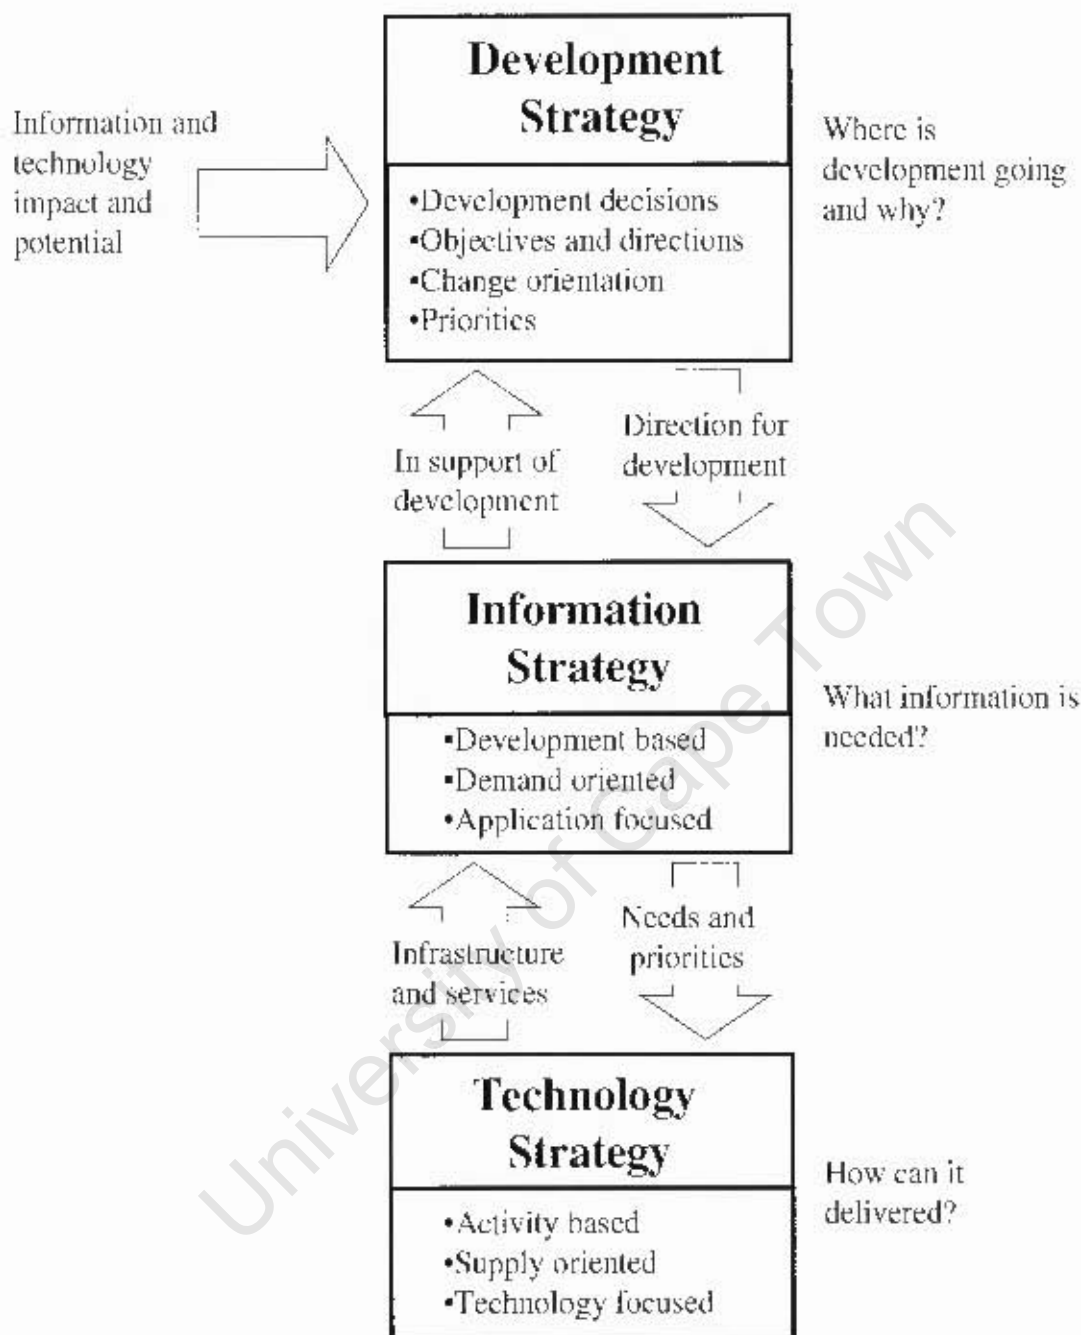 Development
Strategy
Information and
technology
impact and
potential
Where is
development going
and why?
•Development decisions
•Objectives and directions
•Change orientation
•Priorities
In support of
development
Direction for
development
Information
Strategy
What information is
needed?
▪Development based
▪Demand oriented
•Application focused
Infrastructure
and services
Needs and
priorities
Technology
Strategy
How can it
delivered?
•Activity based
•Supply oriented
•Technology focused
University of Cape Town